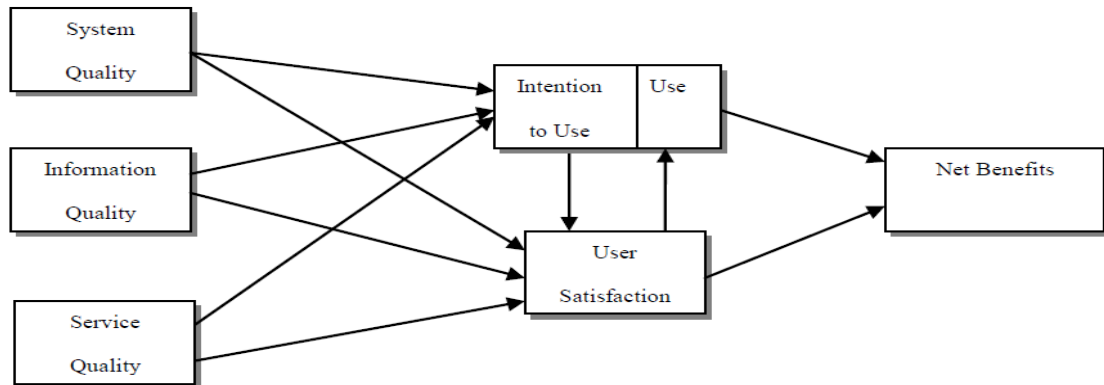 System
Quality
Intention
to Use
Use
Information
Quality
Net Benefits
User
Satisfaction
Service
Quality